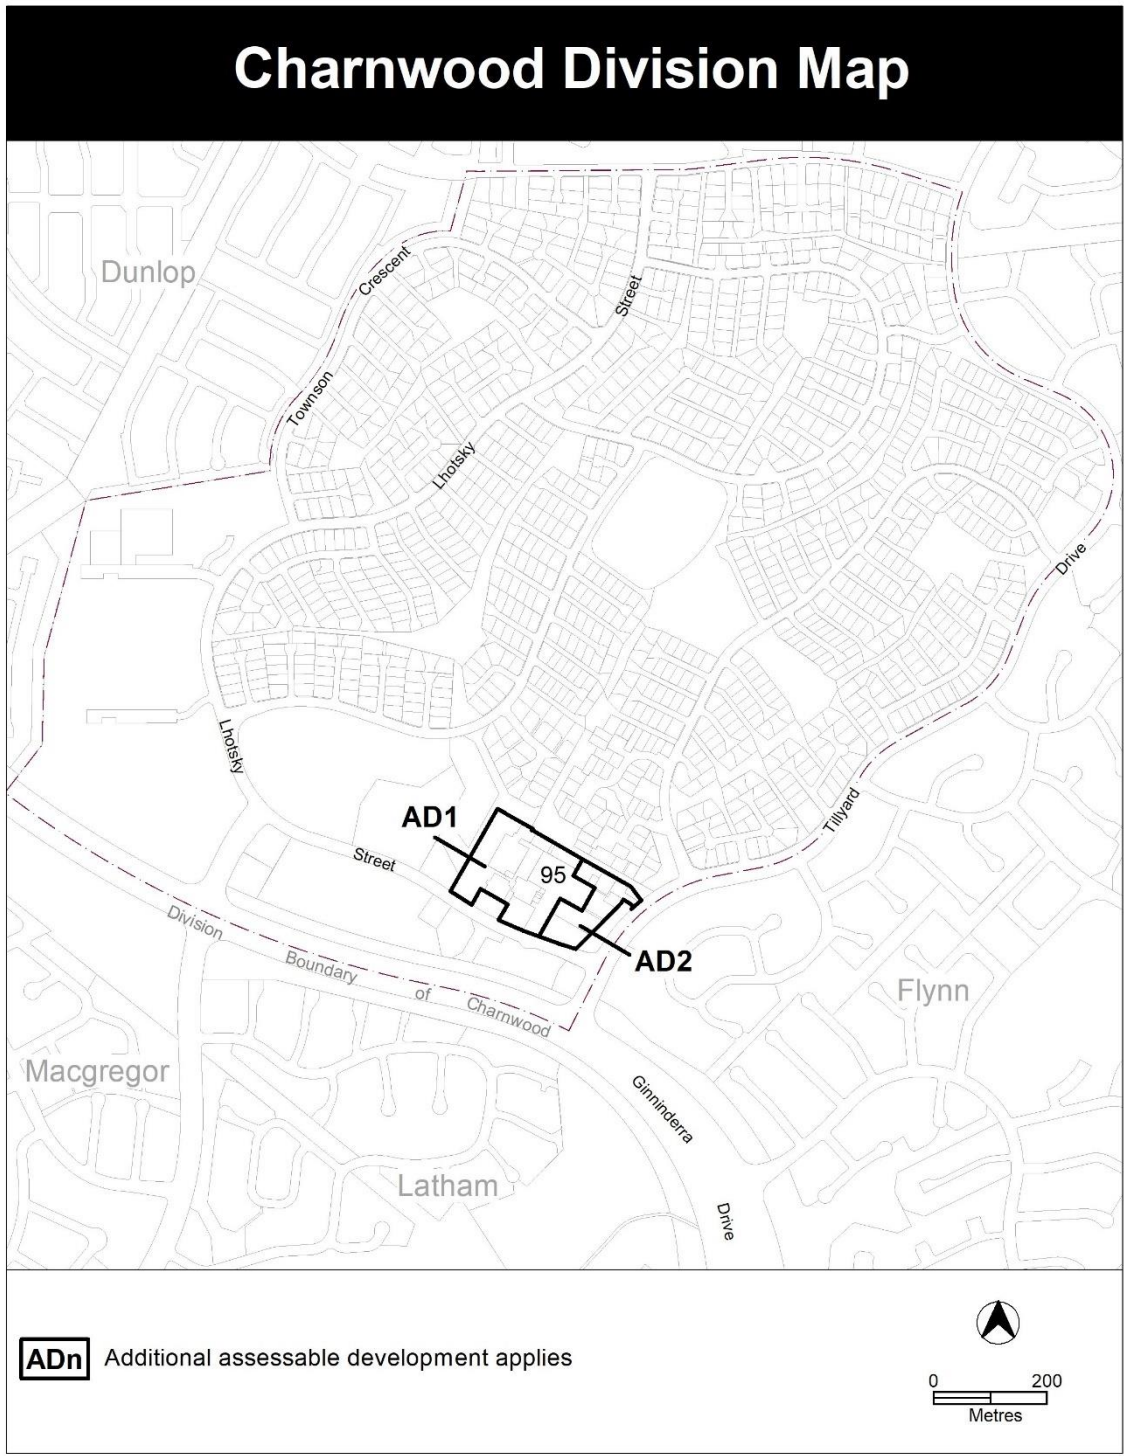 Charnwood Division Map
Dunlop
Crescent
Street
Townson
Lhotsky
Drive
Lhotsky
Tillyard
AD1
Street
95
Division
Boundary
of
Charnwood
AD2
Flynn
Macgregor
Ginninderra
Latham
Drive
ADn Additional assessable development applies
0 200
Metres